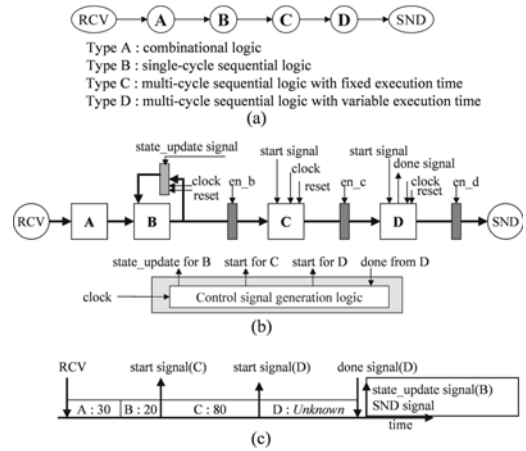 RCV A B C D SND
Type A : combinational logic
Type B : single-cycle sequential logic
Type C : multi-cycle sequential logic with fixed execution time
Type D : multi-cycle sequential logic with variable execution time
(a)
state_update signal
start signal
start signal
done signal
clock
reset
en_b
clock
reset
en_c
clock
reset
en_d
RCV A B C D SND
state_update for B start for C start for D done from D
clock
Control signal generation logic
(b)
RCV start signal(C) start signal(D) done signal(D)
A : 30 B : 20 C : 80 D : Unknown
state_update signal(B)
SND signal
time
(c)